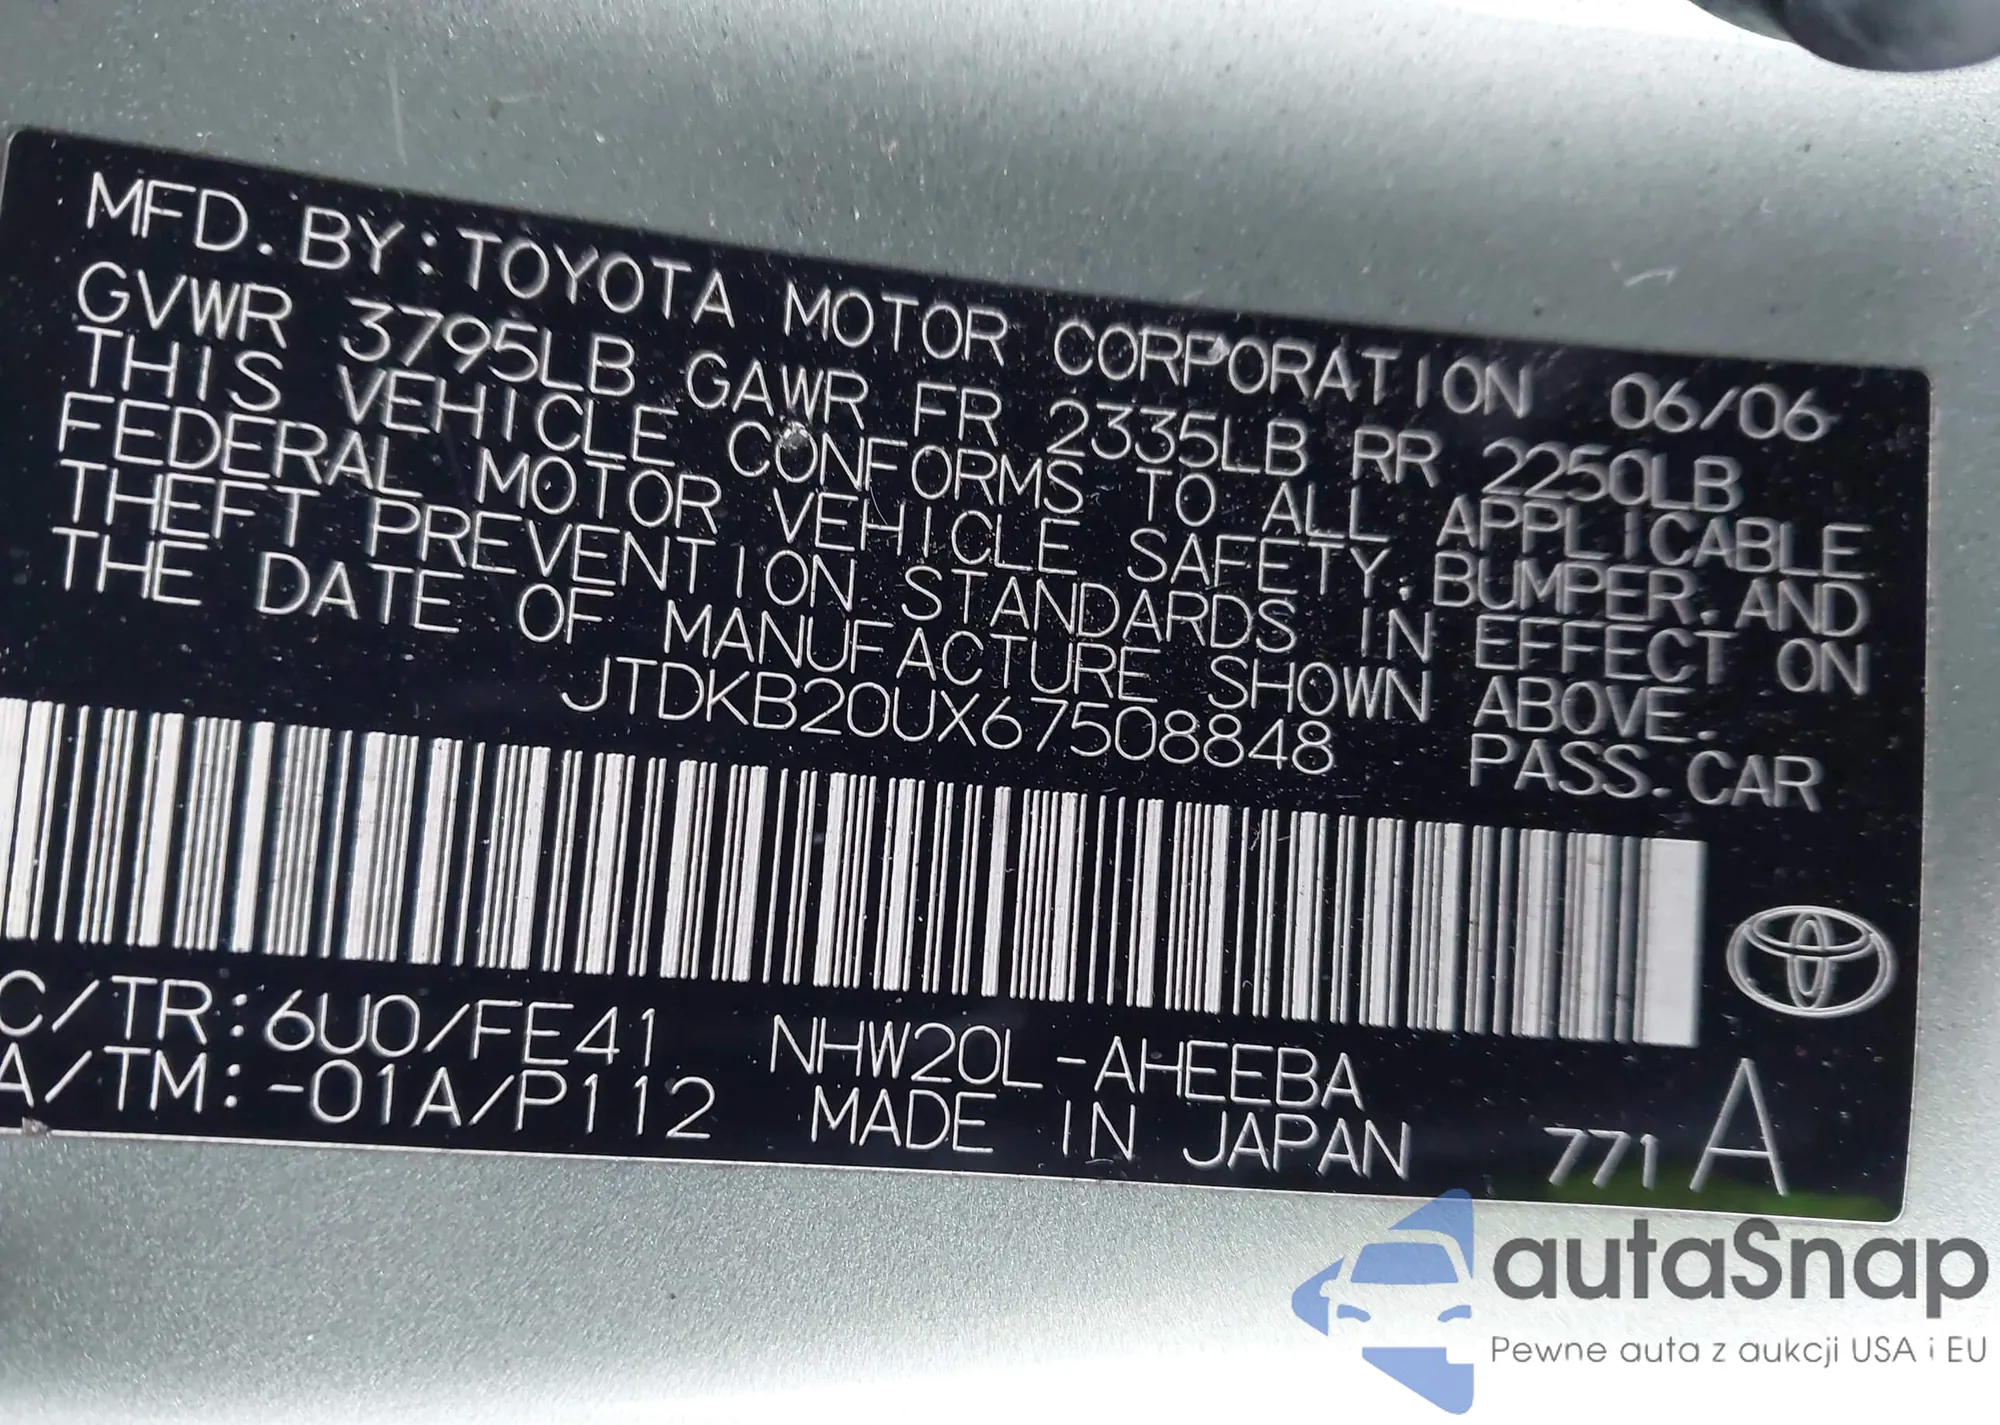 MFD. BY: TOYOTA MOTOR CORPORATION 06/06
GVWR 3795LB GAWR FR 2335LB RR 2250LB
THIS VEHICLE CONFORMS TO ALL APPLICABLE
FEDERAL MOTOR VEHICLE SAFETY. BUMPER. AND
THEFT PREVENTION STANDARDS IN EFFECT ON
THE DATE OF MANUFACTURE SHOWN ABOVE.
JTDKB20UX67508848 PASS. CAR
C/TR: 6U0/FE41 NHW20L-AHEEBA
A/TM: -01A/P112 MADE IN JAPAN 771 A
autaSnap
Pewne auta z aukcji USA i EU